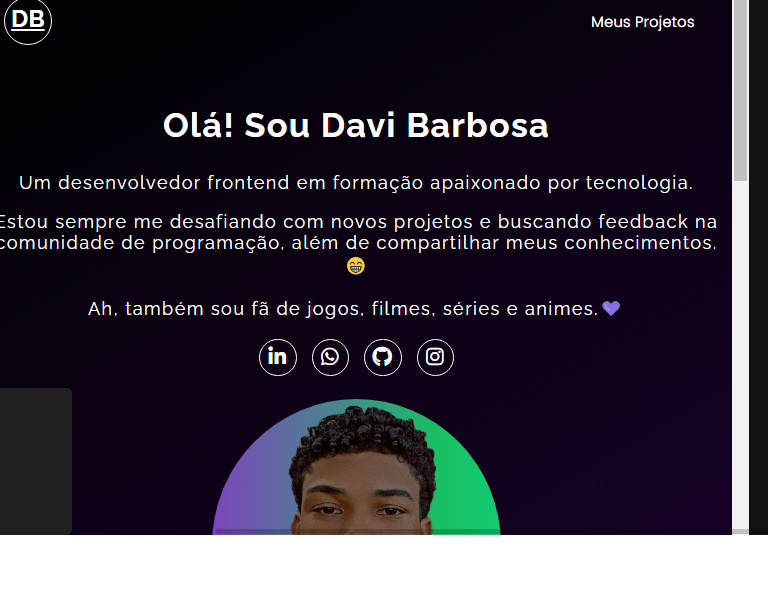 DB
Meus Projetos
Olá! Sou Davi Barbosa
Um desenvolvedor frontend em formação apaixonado por tecnologia.
Estou sempre me desafiando com novos projetos e buscando feedback na
comunidade de programação, além de compartilhar meus conhecimentos.
😁
Ah, também sou fã de jogos, filmes, séries e animes.💜
in